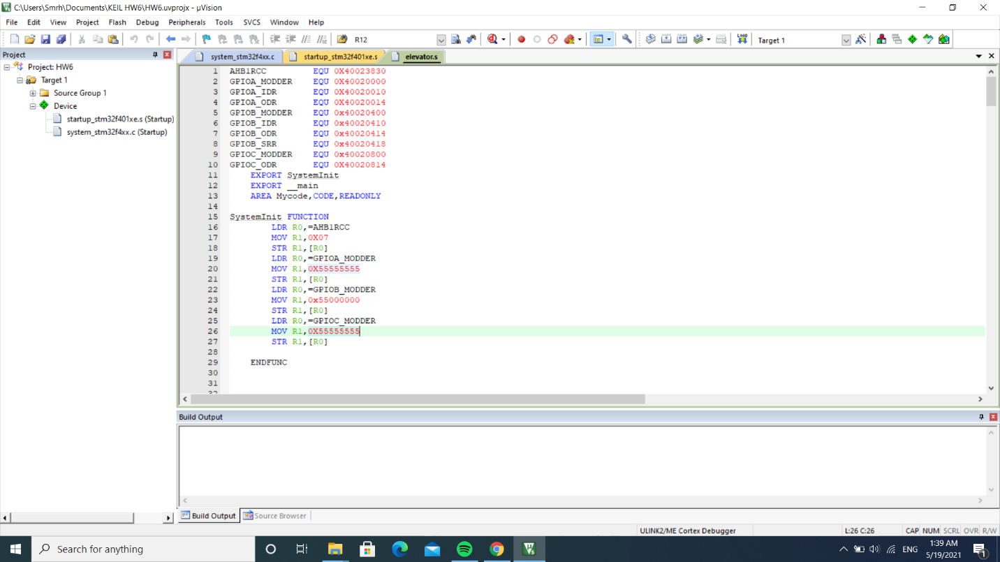 C:\Users\Smrh\Documents\KEIL HW6\HW6.uvprojx - µVision
File Edit View Project Flash Debug Peripherals Tools SVCS Window Help
R12
LOAD
Target 1
Project
system_stm32f4xx.c
startup_stm32f401xe.s
elevator.s
Project: HW6
Target 1
Source Group 1
Device
startup_stm32f401xe.s (Startup)
system_stm32f4xx.c (Startup)
1 AHB1RCC EQU 0X40023830
2 GPIOA_MODDER EQU 0X40020000
3 GPIOA_IDR EQU 0X40020010
4 GPIOA_ODR EQU 0X40020014
5 GPIOB_MODDER EQU 0x40020400
6 GPIOB_IDR EQU 0x40020410
7 GPIOB_ODR EQU 0x40020414
8 GPIOB_SRR EQU 0x40020418
9 GPIOC_MODDER EQU 0x40020800
10 GPIOC_ODR EQU 0X40020814
11 EXPORT SystemInit
12 EXPORT __main
13 AREA Mycode,CODE,READONLY
14
15 SystemInit FUNCTION
16 LDR R0,=AHB1RCC
17 MOV R1,0X07
18 STR R1,[R0]
19 LDR R0,=GPIOA_MODDER
20 MOV R1,0X55555555
21 STR R1,[R0]
22 LDR R0,=GPIOB_MODDER
23 MOV R1,0x55000000
24 STR R1,[R0]
25 LDR R0,=GPIOC_MODDER
26 MOV R1,0X55555555
27 STR R1,[R0]
28
29 ENDFUNC
30
31
32
Build Output
Build Output
Source Browser
ULINK2/ME Cortex Debugger
L:26 C:26
CAP NUM SCRL OVR R/W
Search for anything
ENG
1:39 AM
5/19/2021
1